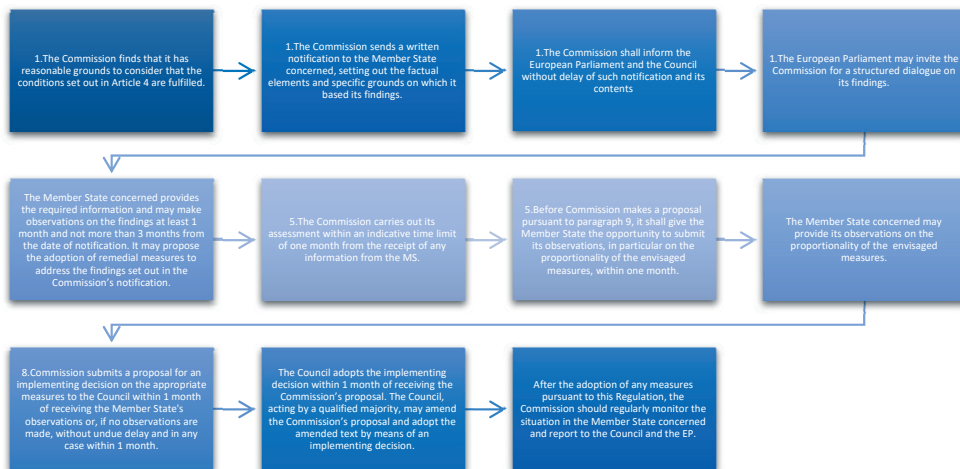 1.The Commission finds that it has
reasonable grounds to consider that the
conditions set out in Article 4 are fulfilled.
1.The Commission sends a written
notification to the Member State
concerned, setting out the factual
elements and specific grounds on which it
based its findings.
1.The Commission shall inform the
European Parliament and the Council
without delay of such notification and its
contents
1.The European Parliament may invite the
Commission for a structured dialogue on
its findings.
The Member State concerned provides
the required information and may make
observations on the findings at least 1
month and not more than 3 months from
the date of notification. It may propose
the adoption of remedial measures to
address the findings set out in the
Commission's notification.
5.The Commission carries out its
assessment within an indicative time limit
of one month from the receipt of any
information from the MS.
5.Before Commission makes a proposal
pursuant to paragraph 9, it shall give the
Member State the opportunity to submit
its observations, in particular on the
proportionality of the envisaged
measures, within one month.
The Member State concerned may
provide its observations on the
proportionality of the envisaged
measures.
8.Commission submits a proposal for an
implementing decision on the appropriate
measures to the Council within 1 month
of receiving the Member State's
observations or, if no observations are
made, without undue delay and in any
case within 1 month.
The Council adopts the implementing
decision within 1 month of receiving the
Commission's proposal. The Council,
acting by a qualified majority, may amend
the Commission's proposal and adopt the
amended text by means of an
implementing decision.
After the adoption of any measures
pursuant to this Regulation, the
Commission should regularly monitor the
situation in the Member State concerned
and report to the Council and the EP.